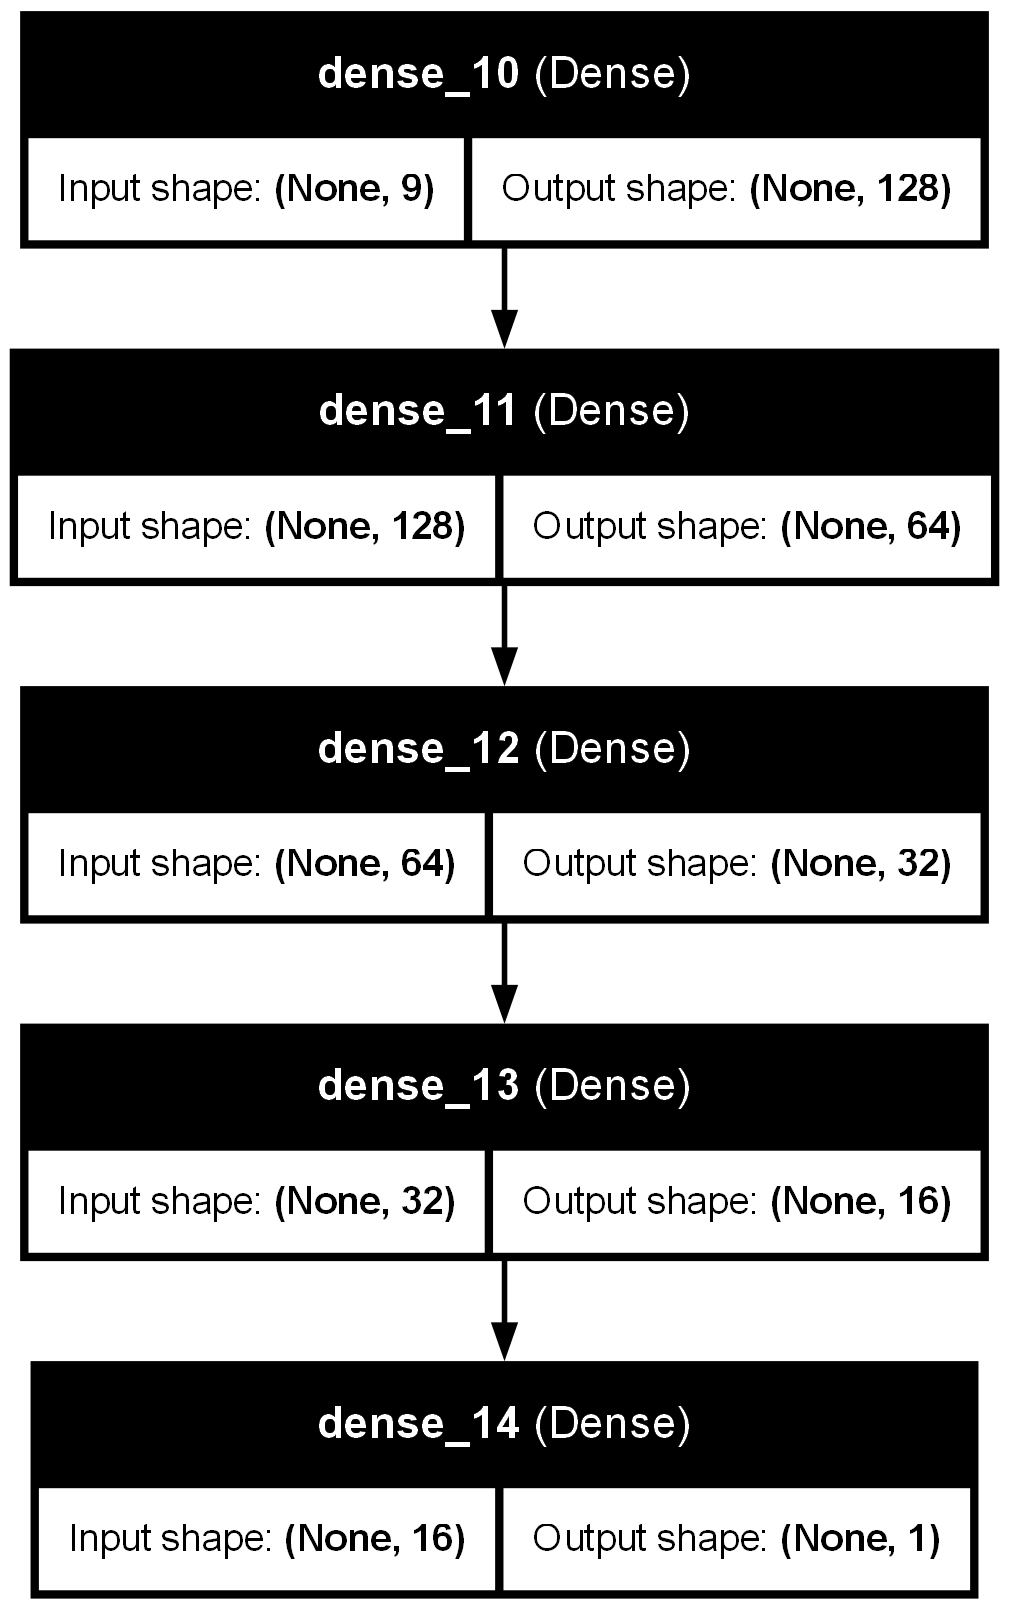 dense_10 (Dense)
Input shape: (None, 9) Output shape: (None, 128)
dense_11 (Dense)
Input shape: (None, 128) Output shape: (None, 64)
dense_12 (Dense)
Input shape: (None, 64) Output shape: (None, 32)
dense_13 (Dense)
Input shape: (None, 32) Output shape: (None, 16)
dense_14 (Dense)
Input shape: (None, 16) Output shape: (None, 1)